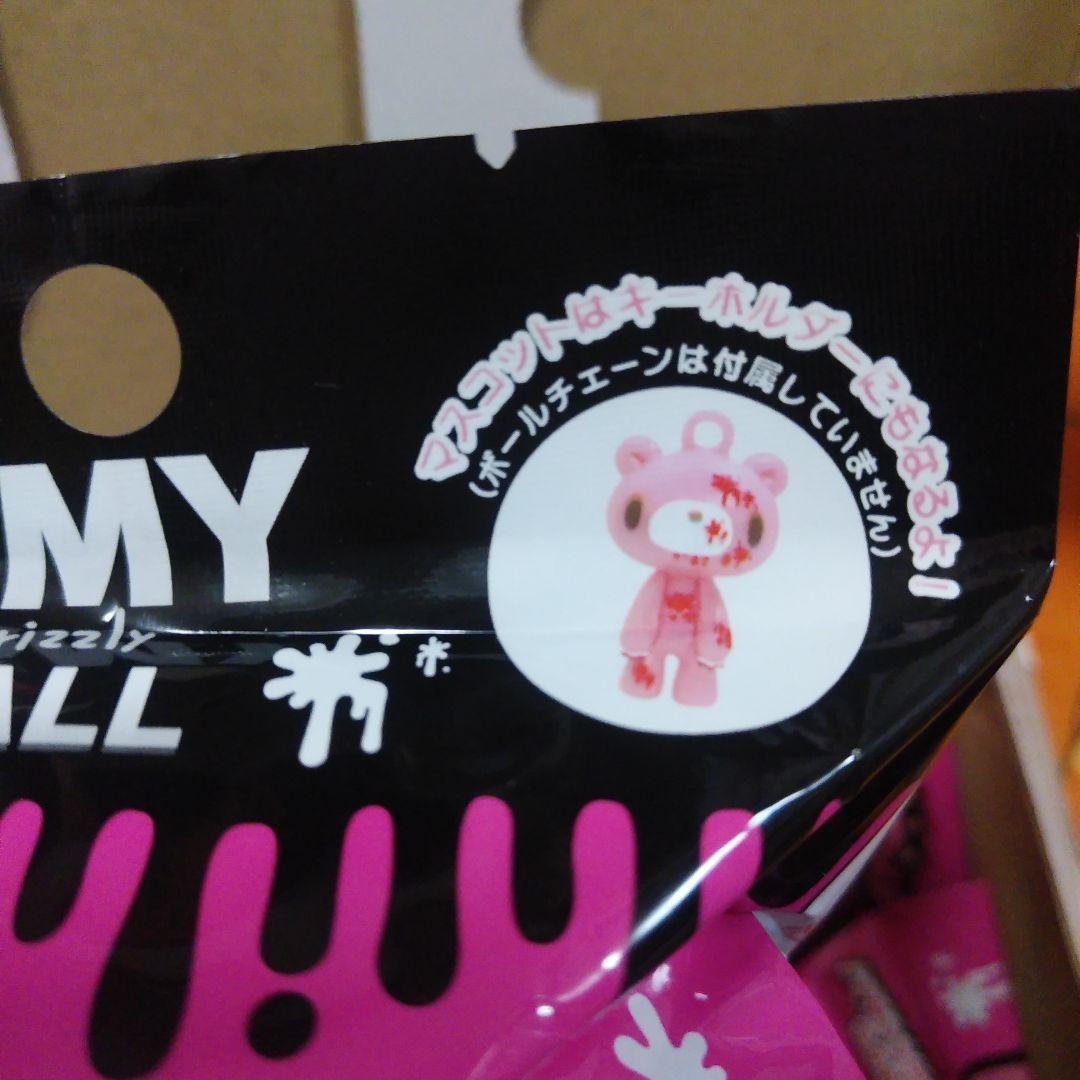 マスコットはキーホルダーにもなるよ!
(ボールチェーンは付属していません)
MY
rizzly
ALL